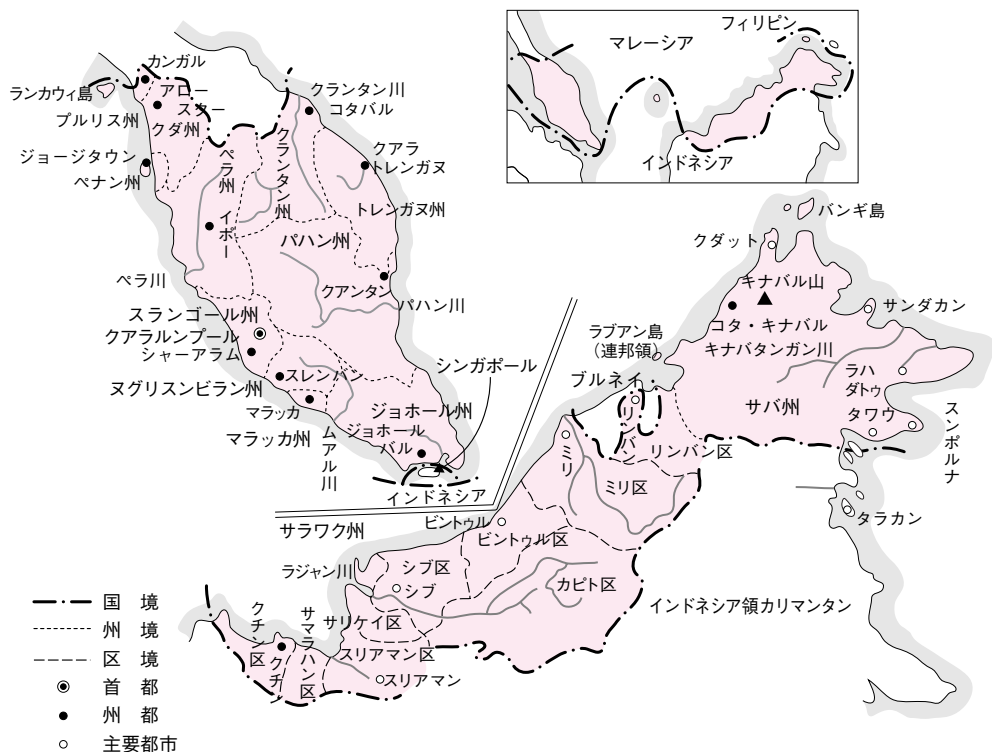 フィリピン
マレーシア
インドネシア
カンガル
ランカウィ島
アロー
スター
プルリス州
クダ州
クランタン川
コタバル
ジョージタウン
ペナン州
ペラ州
クランタン州
クアラ
トレンガヌ
トレンガヌ州
イポー
パハン州
ペラ川
クアンタン
パハン川
スランゴール州
クアラルンプール
シャーアラム
ヌグリスンビラン州
スレンバン
マラッカ
マラッカ州
ムアル川
シンガポール
ジョホール州
ジョホール
バル
インドネシア
バンギ島
クダット
キナバル山
サンダカン
コタ・キナバル
キナバタンガン川
ラブアン島
(連邦領)
ブルネイ
ラハ
ダトゥ
サバ州
タワウ
スンポルナ
リンバン
リンバン区
ミリ
ミリ区
タラカン
サラワク州
ビントゥル
ビントゥル区
ラジャン川
シブ区
シブ
カピト区
インドネシア領カリマンタン
サリケイ区
クチン区
クチン
サマラハン区
スリアマン区
スリアマン
国 境
州 境
区 境
首 都
州 都
主要都市